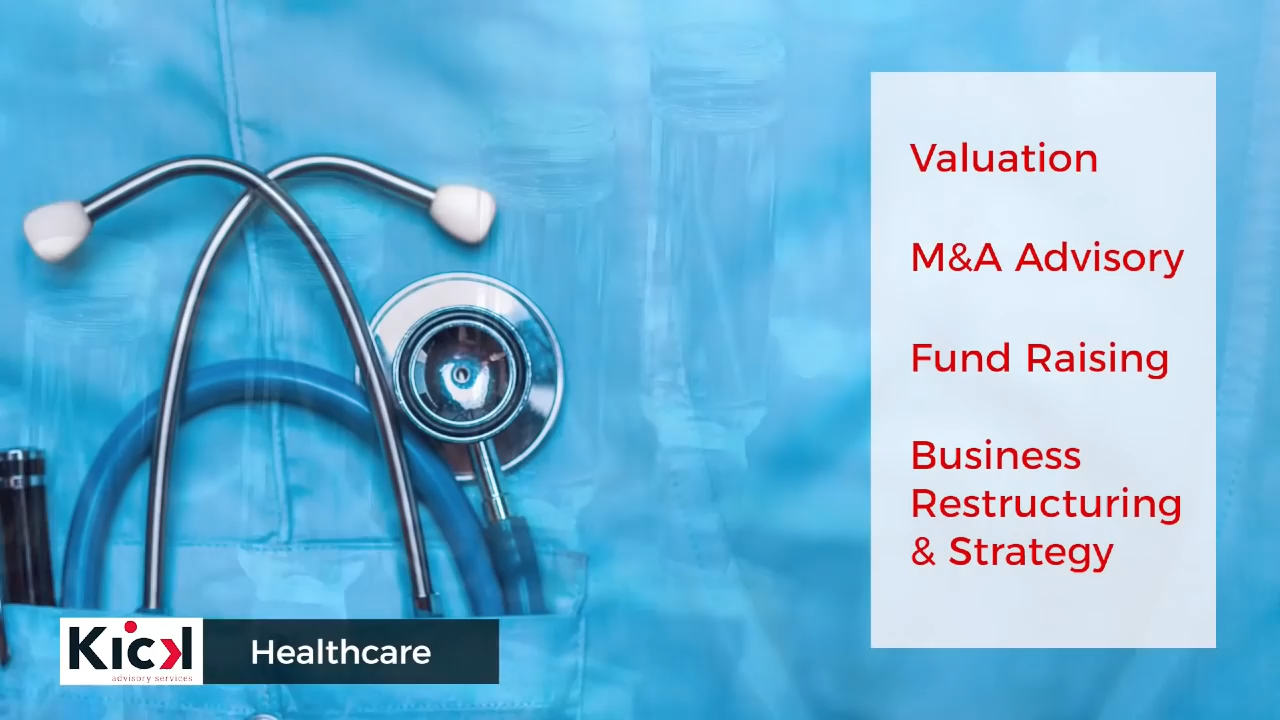 Valuation
M&A Advisory
Fund Raising
Business
Restructuring
& Strategy
Kick
advisory services
Healthcare